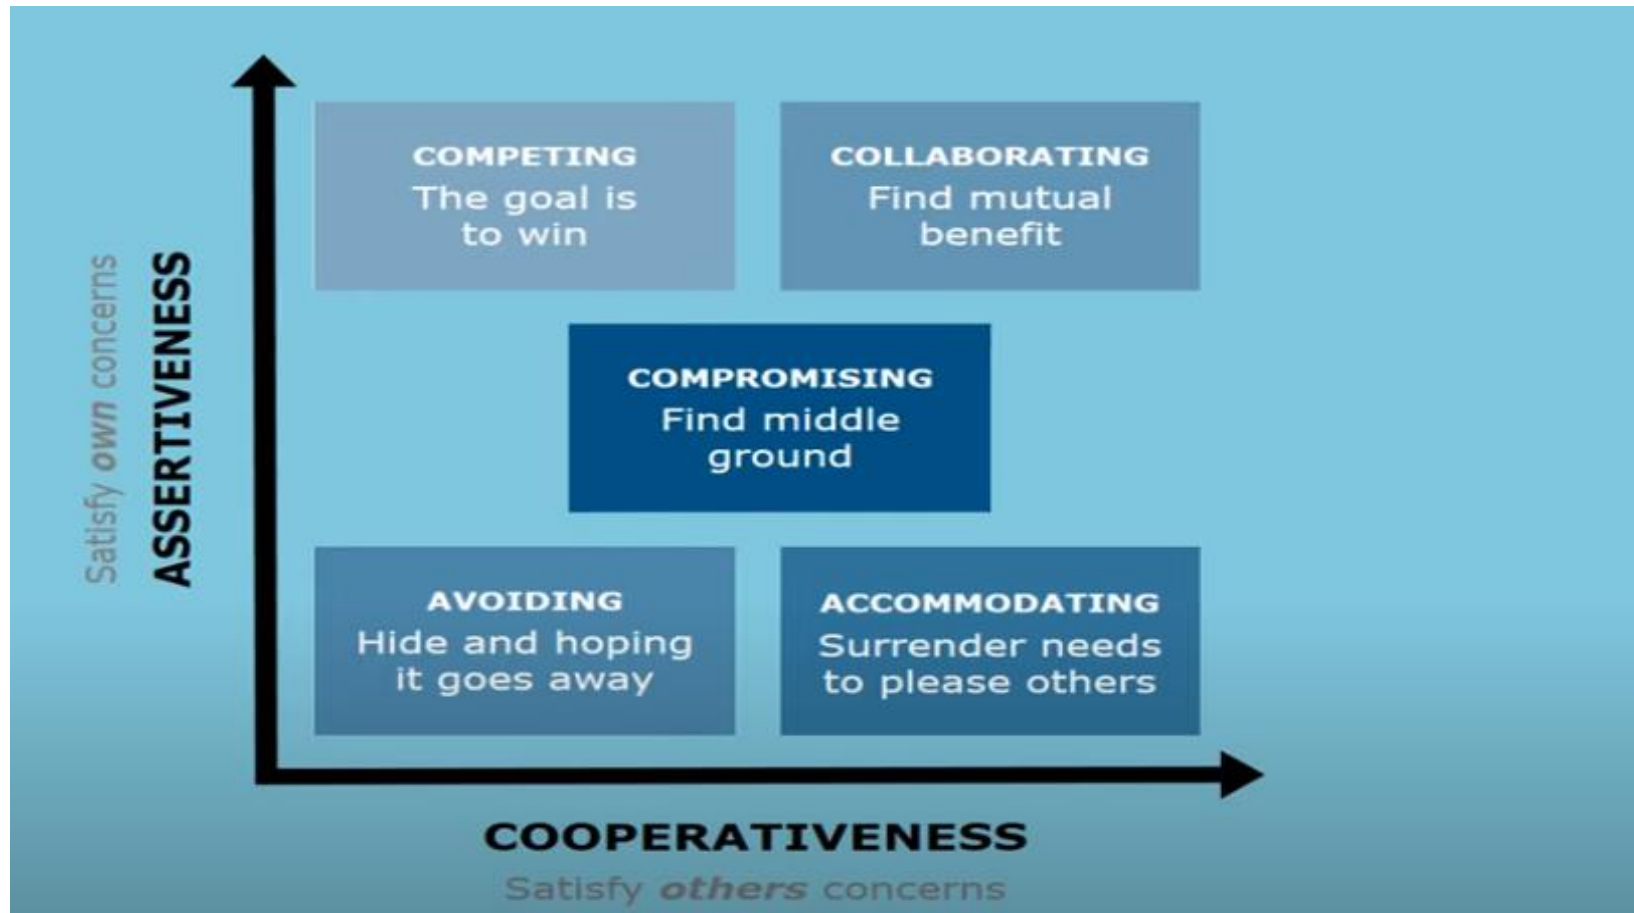 COMPETING
The goal is
to win
COLLABORATING
Find mutual
benefit
Satisfy own concerns
ASSERTIVENESS
COMPROMISING
Find middle
ground
AVOIDING
Hide and hoping
it goes away
ACCOMMODATING
Surrender needs
to please others
COOPERATIVENESS
Satisfy others concerns